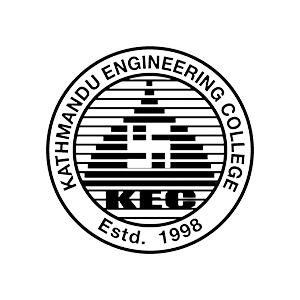 KATHMANDU ENGINEERING COLLEGE
KEC
Estd. 1998